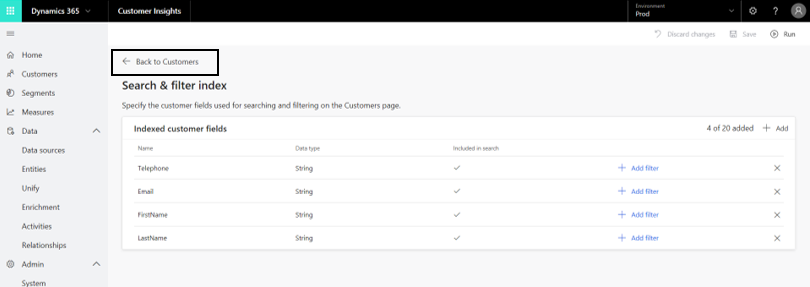 Dynamics 365
Customer Insights
Environment
Prod
?
Discard changes
Save
Run
Home
Customers
Segments
Measures
Data
Data sources
Entities
Unify
Enrichment
Activities
Relationships
Admin
System
Back to Customers
Search & filter index
Specify the customer fields used for searching and filtering on the Customers page.
Indexed customer fields
4 of 20 added
Add
Name Data type Included in search
Telephone String Add filter
Email String Add filter
FirstName String Add filter
LastName String Add filter